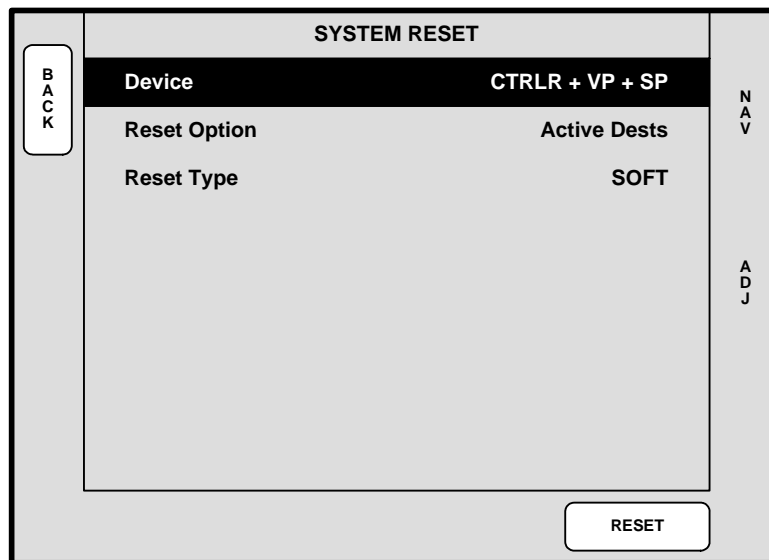 SYSTEM RESET
BACK
Device CTRLR + VP + SP
NAV
Reset Option Active Dests
Reset Type SOFT
ADJ
RESET